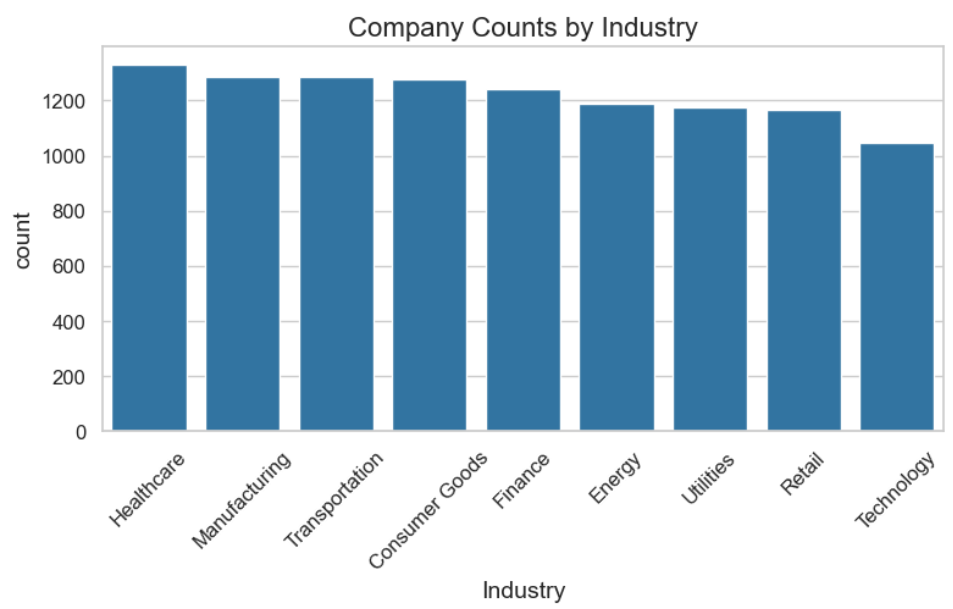 Company Counts by Industry
count
1200
1000
800
600
400
200
0
Healthcare
Manufacturing
Transportation
Consumer Goods
Finance
Energy
Utilities
Retail
Technology
Industry